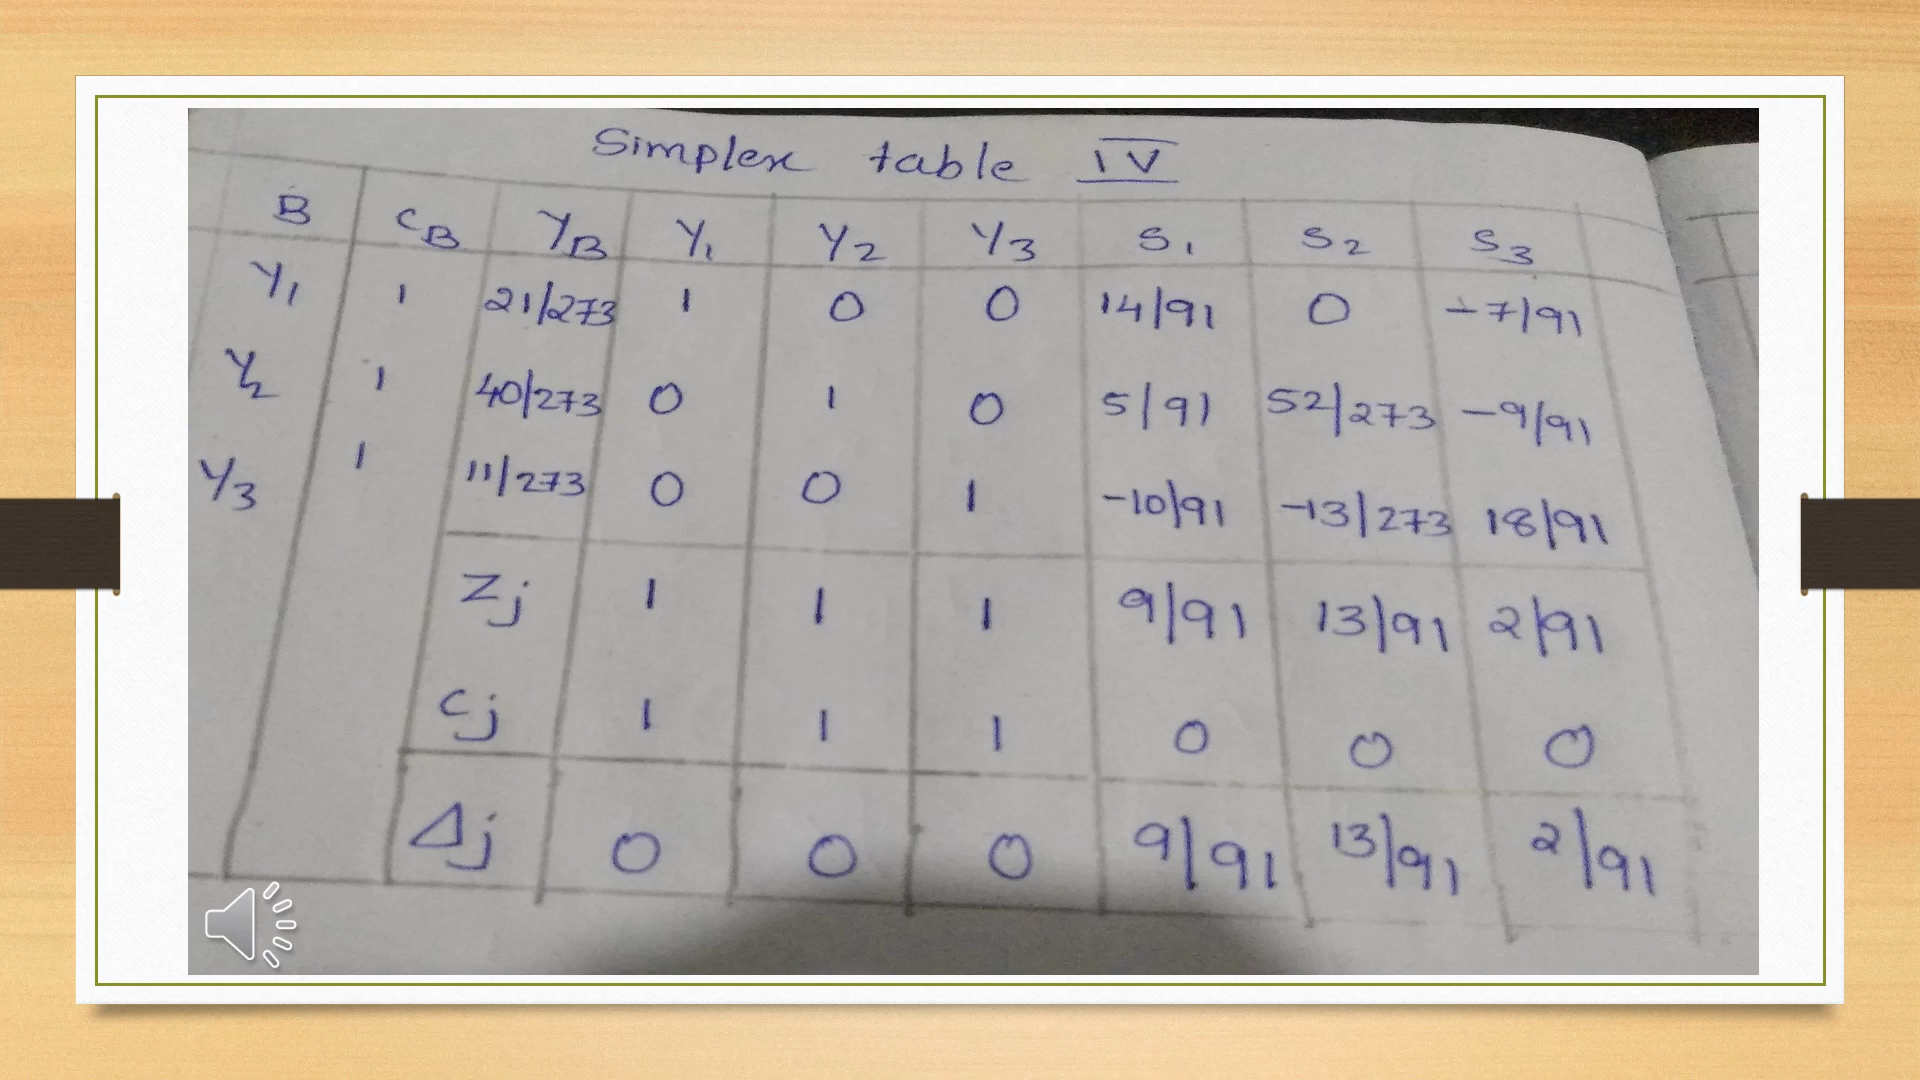 Simplex table IV
B CB YB Y1 Y2 Y3 S1 S2 S3
Y1 1 21/273 1 0 0 14/91 0 -7/91
Y2 1 40/273 0 1 0 5/91 52/273 -9/91
Y3 1 11/273 0 0 1 -10/91 -13/273 18/91
Zj 1 1 1 9/91 13/91 2/91
Cj 1 1 1 0 0 0
Δj 0 0 0 9/91 13/91 2/91